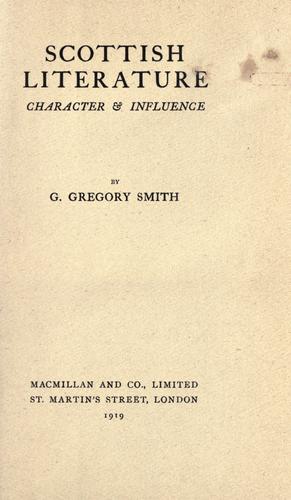 SCOTTISH
LITERATURE
CHARACTER & INFLUENCE
BY
G. GREGORY SMITH
MACMILLAN AND CO., LIMITED
ST. MARTIN'S STREET, LONDON
1919